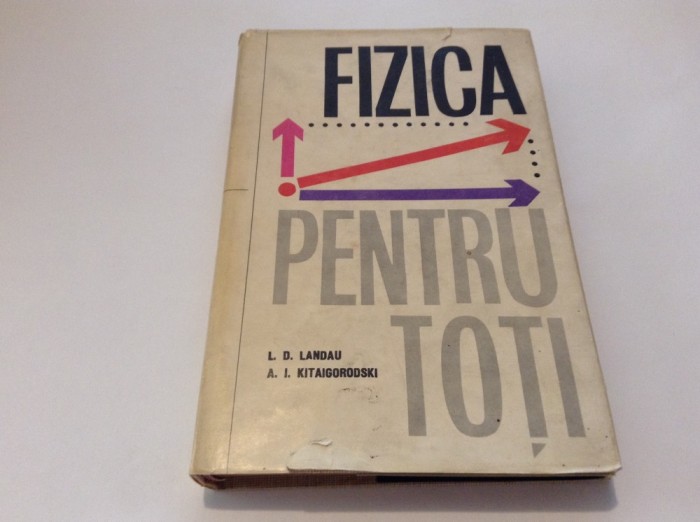 FIZICA
PENTRU
TOȚI
L. D. LANDAU
A. I. KITAIGORODSKI